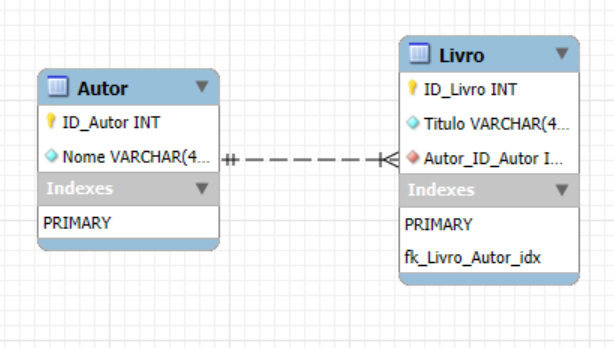 Autor
ID_Autor INT
Nome VARCHAR(4...
Indexes
PRIMARY
Livro
ID_Livro INT
Titulo VARCHAR(4...
Autor_ID_Autor I...
Indexes
PRIMARY
fk_Livro_Autor_idx